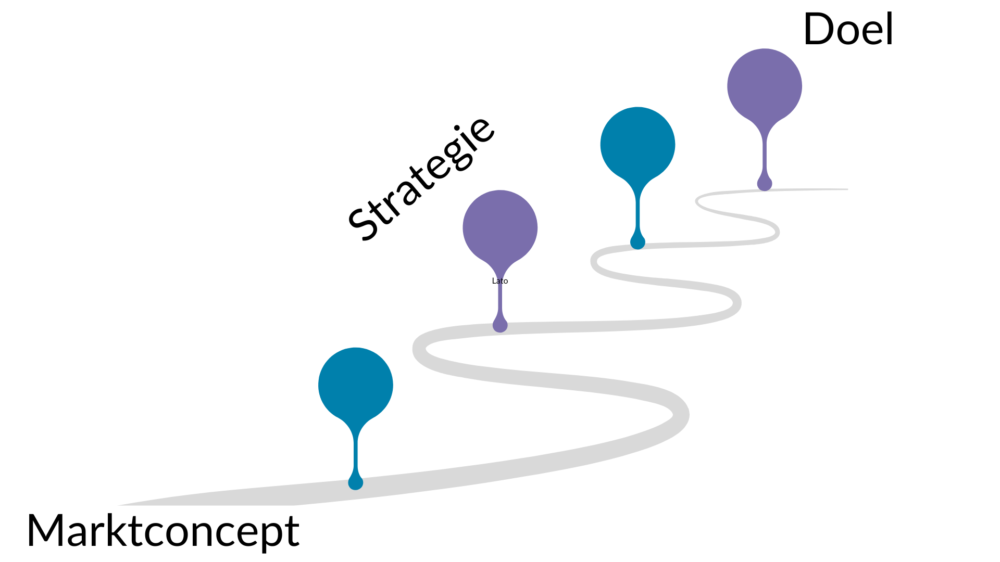 Doel
Strategie
Lato
Marktconcept